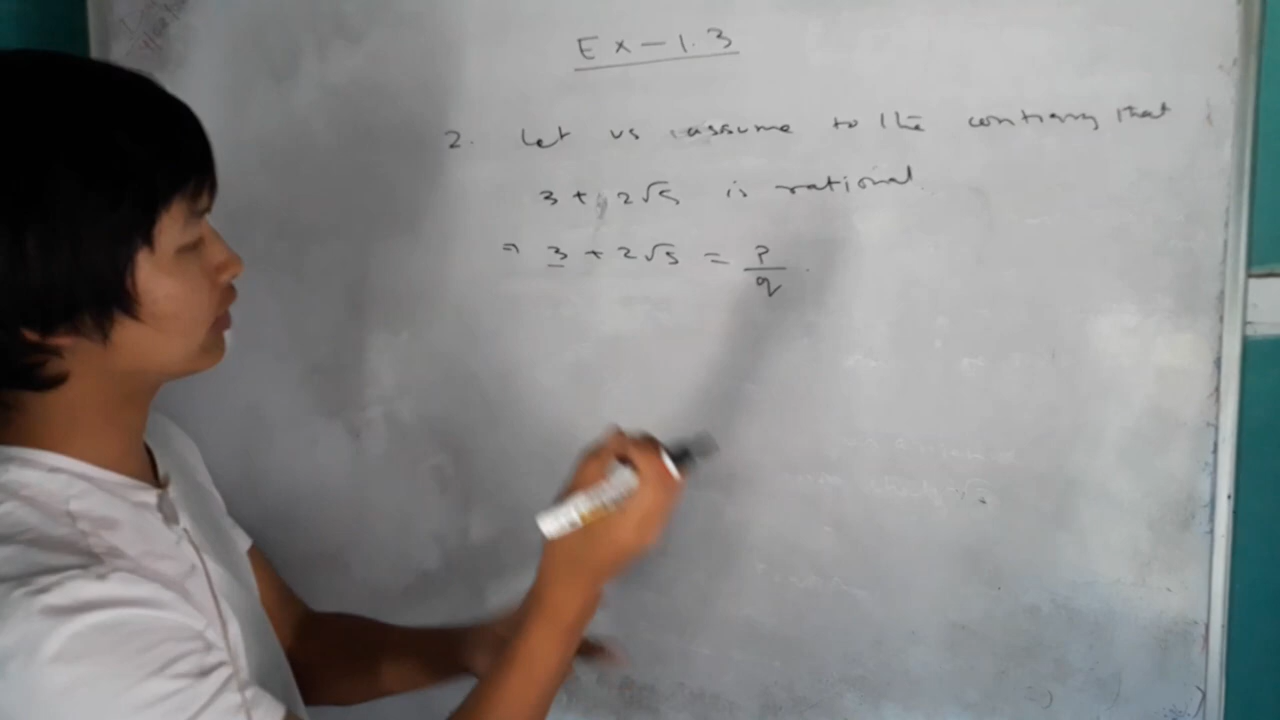 Ex-1.3
2. Let us assume to the contrary that
3 + 2√5 is rational.
⇒ 3 + 2√5 = p/q.